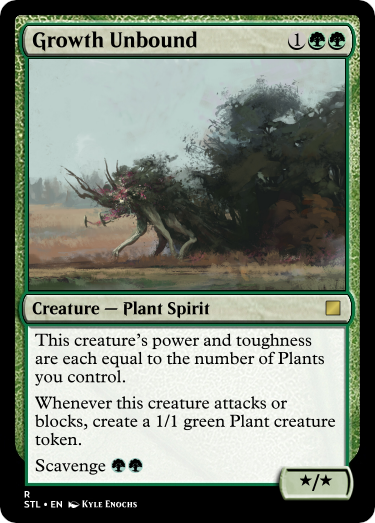 Growth Unbound 1
Creature — Plant Spirit
This creature's power and toughness
are each equal to the number of Plants
you control.
Whenever this creature attacks or
blocks, create a 1/1 green Plant creature
token.
Scavenge
★/★
R
STL • EN Kyle Enochs